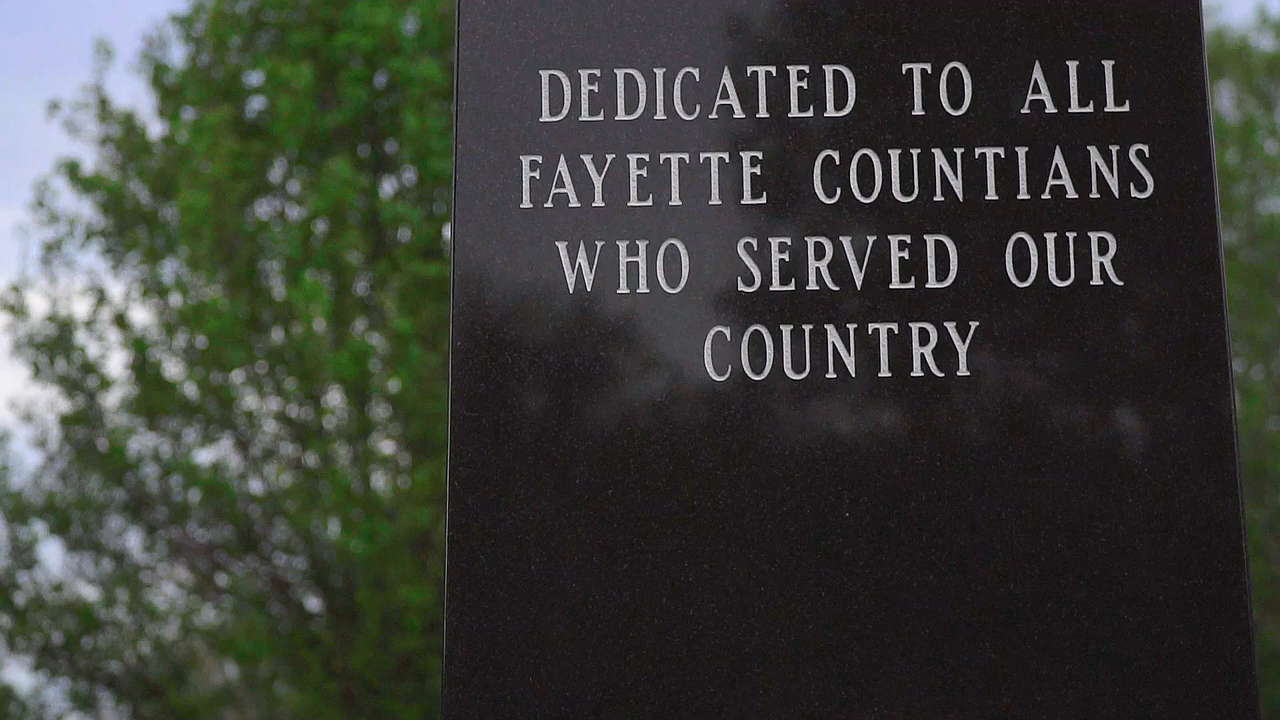 DEDICATED TO ALL
FAYETTE COUNTIANS
WHO SERVED OUR
COUNTRY